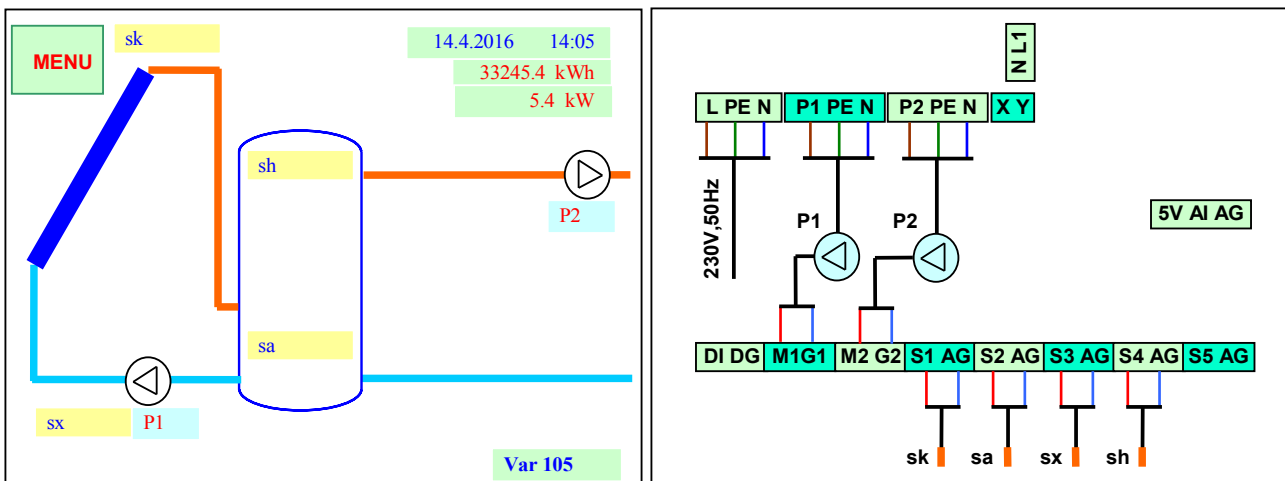 sk
MENU
14.4.2016 14:05
33245.4 kWh
5.4 kW
sh
P2
sa
sx
P1
Var 105
N L1
L PE N P1 PE N P2 PE N X Y
5V AI AG
230V,50Hz
P1 P2
DI DG M1G1 M2 G2 S1 AG S2 AG S3 AG S4 AG S5 AG
sk sa sx sh